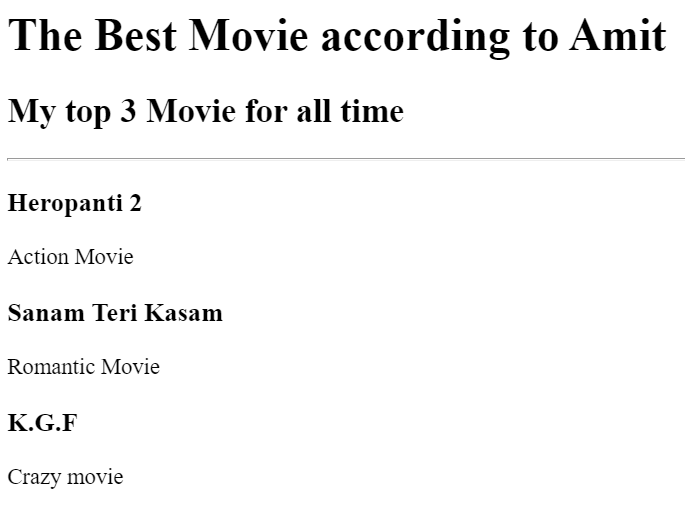 The Best Movie according to Amit
My top 3 Movie for all time
Heropanti 2
Action Movie
Sanam Teri Kasam
Romantic Movie
K.G.F
Crazy movie